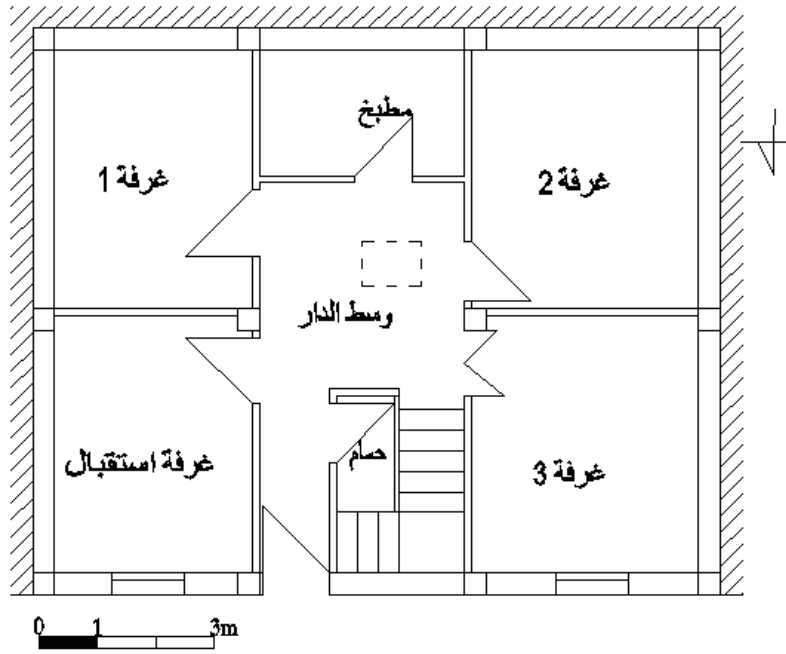 مطبخ
غرفة 1
غرفة 2
وسط الدار
غرفة استقبال
حمام
غرفة 3
0 1 3m